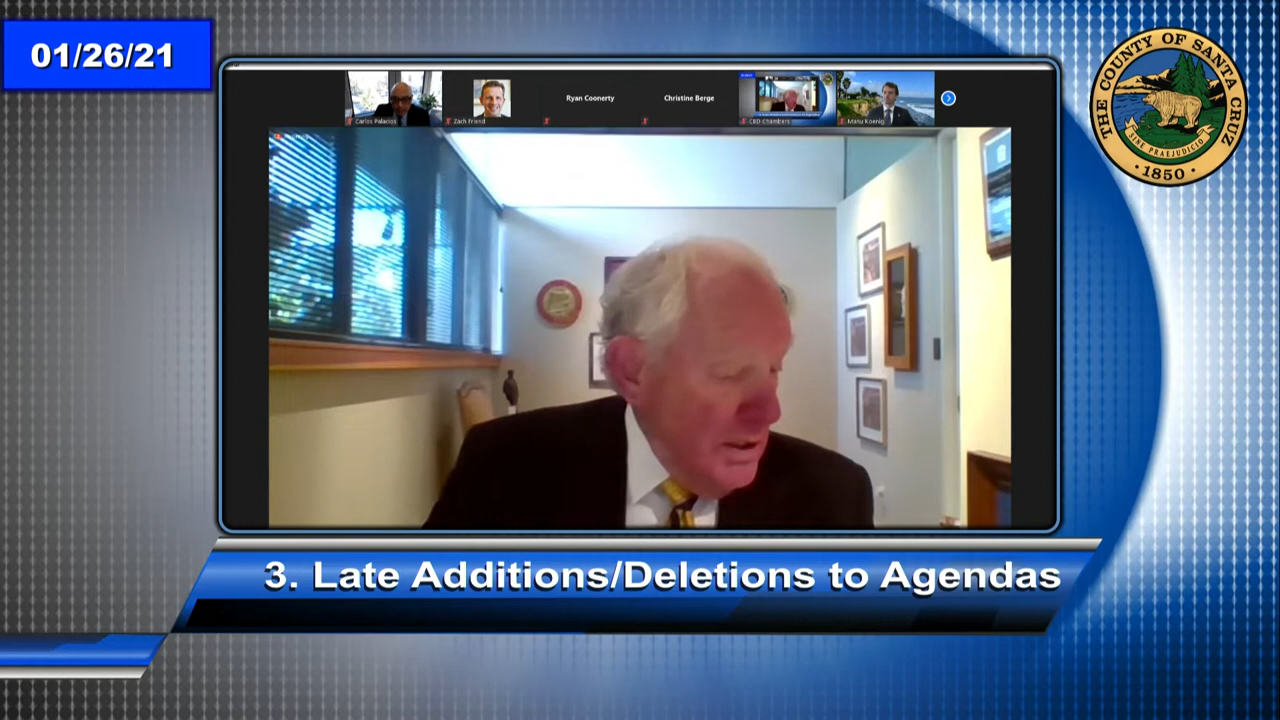 01/26/21
Ryan Coonerty
Christine Berge
Carlos Palacios
Zach Friend
CBD-Chambers
Manu Koenig
THE COUNTY OF SANTA CRUZ
SINE PRAEJUDICIO
• 1850 •
3. Late Additions/Deletions to Agendas